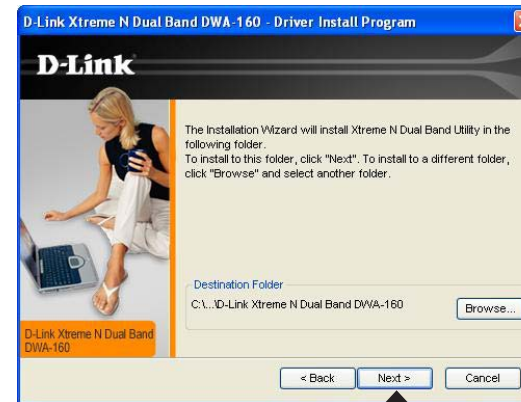 D-Link Xtreme N Dual Band DWA-160 - Driver Install Program
D-Link
The Installation Wizard will install Xtreme N Dual Band Utility in the
following folder.
To install to this folder, click "Next". To install to a different folder,
click "Browse" and select another folder.
Destination Folder
C:\...\D-Link Xtreme N Dual Band DWA-160
Browse...
D-Link Xtreme N Dual Band
DWA-160
< Back
Next >
Cancel